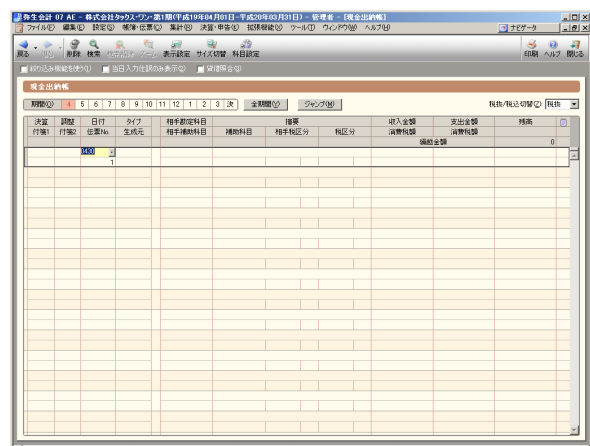 弥生会計 07 AE - 株式会社タックス・ワン・第1期(平成19年04月01日-平成20年03月31日) - 管理者 - [現金出納帳]
ファイル(F) 編集(E) 設定(S) 帳簿・伝票(C) 集計(R) 決算・申告(K) 拡張機能(X) ツール(T) ウィンドウ(W) ヘルプ(H) ナビゲータ
戻る 削除 検索 表示設定 サイズ切替 科目設定 印刷 ヘルプ 閉じる
絞り込み機能を使う(1) 当日入力仕訳のみ表示(2) 貸借照合(3)
現金出納帳
期間(O) 4 5 6 7 8 9 10 11 12 1 2 3 決 全期間(Y) ジャンプ(M) 税抜/税込切替(Z): 税抜
決算 調整 日付 タイプ 相手勘定科目 摘要 収入金額 支出金額 残高
付箋1 付箋2 伝票No. 生成元 相手補助科目 補助科目 相手税区分 税区分 消費税額 消費税額
繰越金額 0
04/30
1